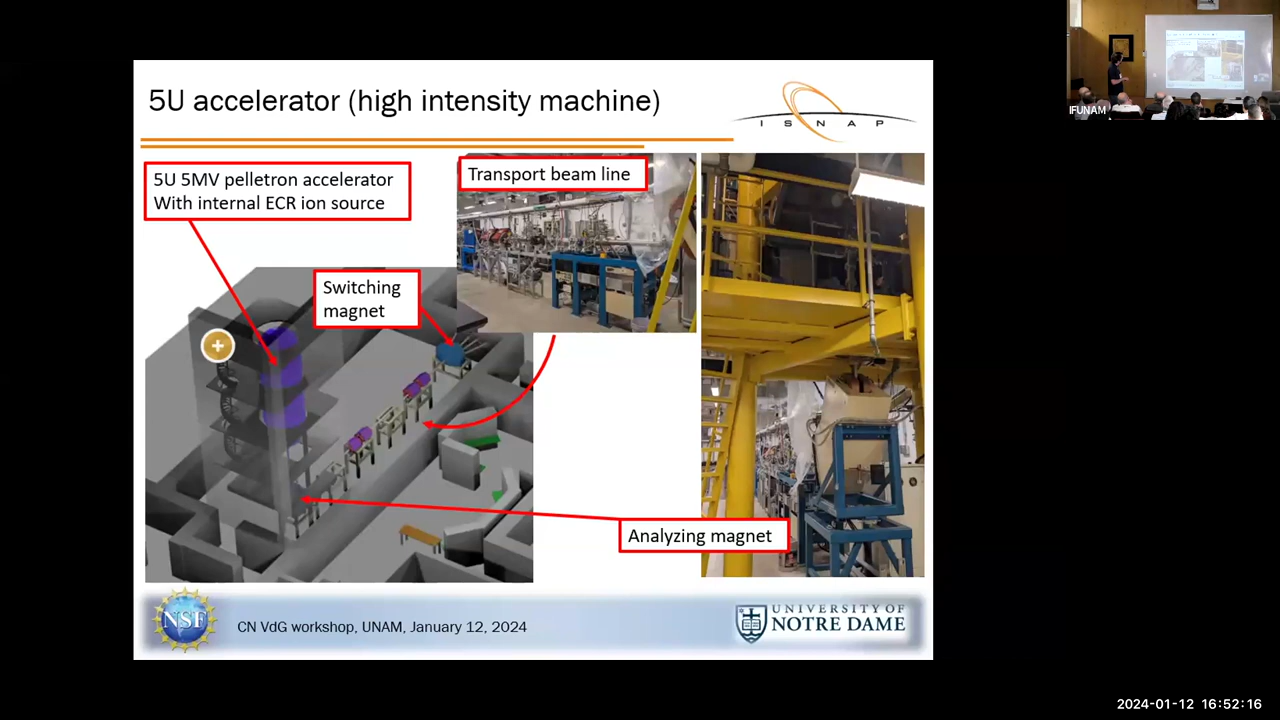 5U accelerator (high intensity machine)
I S N A P
5U 5MV pelletron accelerator
With internal ECR ion source
Transport beam line
Switching
magnet
Analyzing magnet
NSF
CN VdG workshop, UNAM, January 12, 2024
UNIVERSITY OF
NOTRE DAME
IFUNAM
2024-01-12 16:52:16